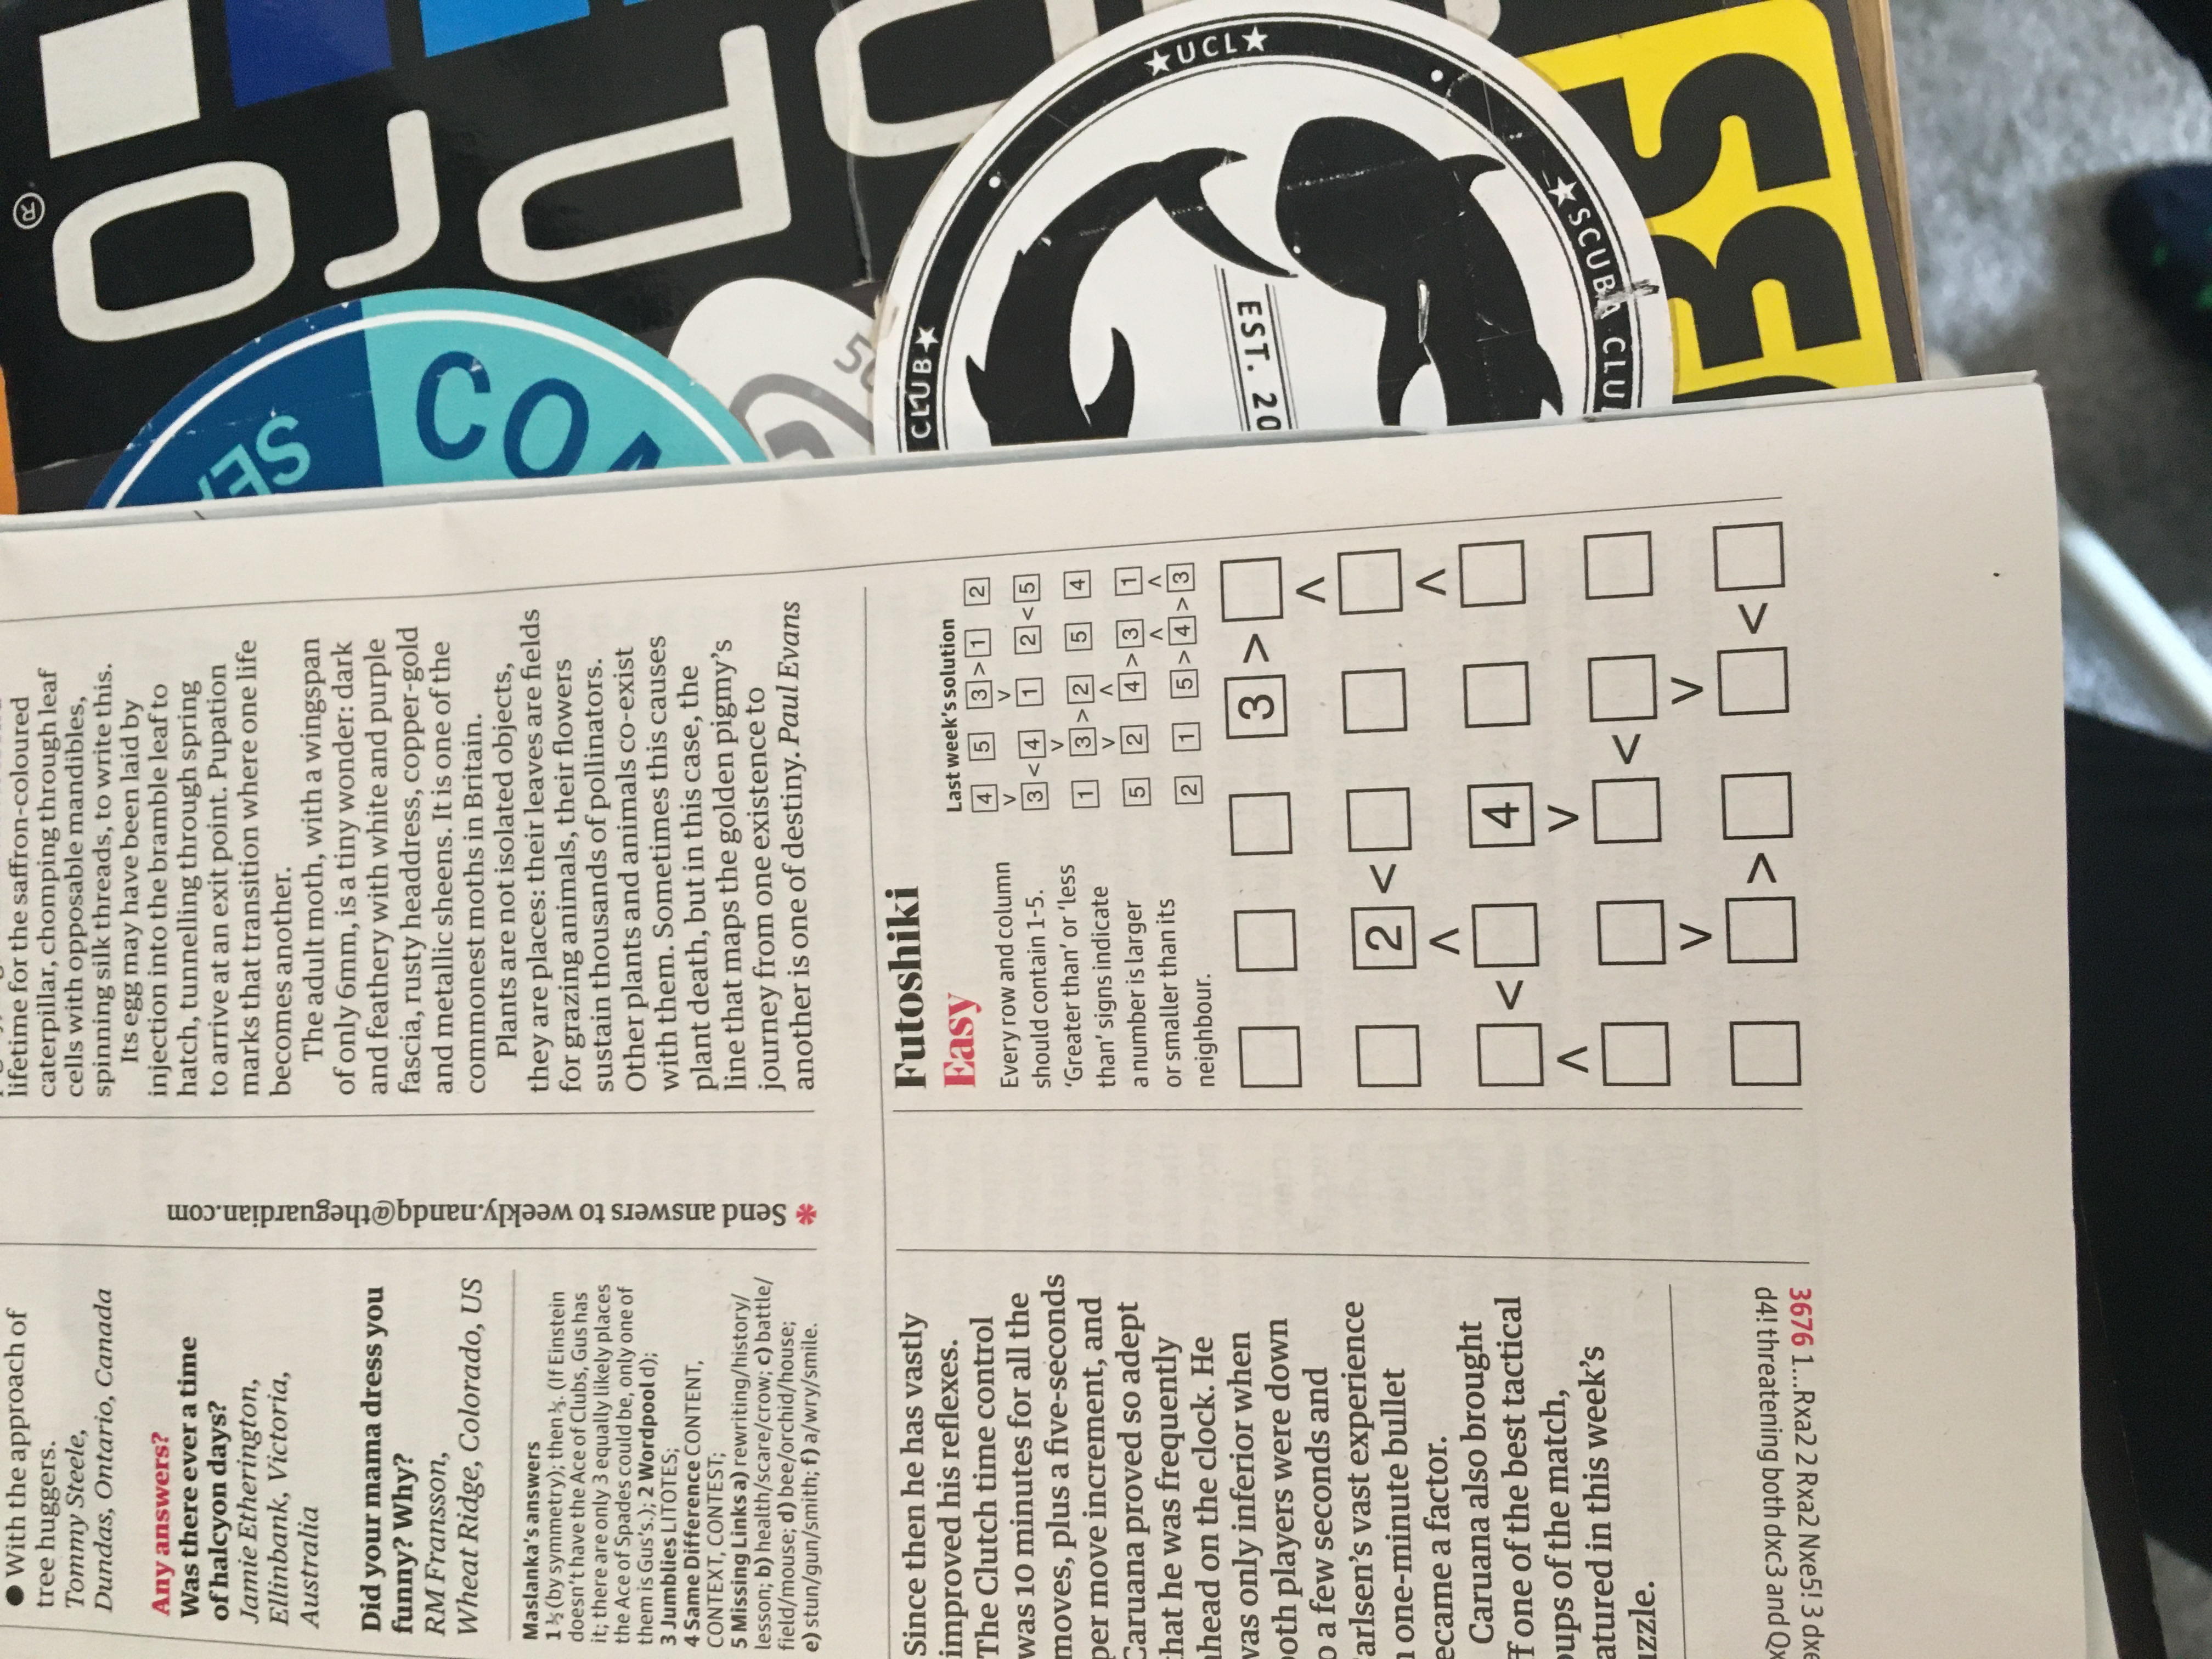 ● With the approach of
tree huggers.
Tommy Steele,
Dundas, Ontario, Canada
Any answers?
Was there ever a time
of halcyon days?
Jamie Etherington,
Ellinbank, Victoria,
Australia
Did your mama dress you
funny? Why?
RM Fransson,
Wheat Ridge, Colorado, US
Maslanka's answers
1 ⅓ (by symmetry); then ⅓. (If Einstein
doesn't have the Ace of Clubs, Gus has
it; there are only 3 equally likely places
the Ace of Spades could be, only one of
them is Gus's.); 2 Wordpool d);
3 Jumblies LITOTES;
4 Same Difference CONTENT,
CONTEXT, CONTEST;
5 Missing Links a) rewriting/history/
lesson; b) health/scare/crow; c) battle/
field/mouse; d) bee/orchid/house;
e) stun/gun/smith; f) a/wry/smile.
✱ Send answers to weekly.nandq@theguardian.com
lifetime for the saffron-coloured
caterpillar, chomping through leaf
cells with opposable mandibles,
spinning silk threads, to write this.
Its egg may have been laid by
injection into the bramble leaf to
hatch, tunnelling through spring
to arrive at an exit point. Pupation
marks that transition where one life
becomes another.
The adult moth, with a wingspan
of only 6mm, is a tiny wonder: dark
and feathery with white and purple
fascia, rusty headdress, copper-gold
and metallic sheens. It is one of the
commonest moths in Britain.
Plants are not isolated objects,
they are places: their leaves are fields
for grazing animals, their flowers
sustain thousands of pollinators.
Other plants and animals co-exist
with them. Sometimes this causes
plant death, but in this case, the
line that maps the golden pigmy's
journey from one existence to
another is one of destiny. Paul Evans
Since then he has vastly
improved his reflexes.
The Clutch time control
was 10 minutes for all the
moves, plus a five-seconds
per move increment, and
Caruana proved so adept
that he was frequently
ahead on the clock. He
was only inferior when
both players were down
to a few seconds and
Carlsen's vast experience
in one-minute bullet
became a factor.
Caruana also brought
off one of the best tactical
coups of the match,
featured in this week's
puzzle.
3676 1...Rxa2 2 Rxa2 Nxe5! 3 dxe
d4! threatening both dxc3 and Qx
Futoshiki
Easy
Every row and column
should contain 1-5.
'Greater than' or 'less
than' signs indicate
a number is larger
or smaller than its
neighbour.
Last week's solution
4 5 3 > 1 2
v v
3 < 4 1 2 < 5
v
1 3 > 2 5 4
v ʌ
5 2 4 > 3 1
ʌ ʌ
2 1 5 > 4 > 3
3 >
ʌ
2 <
ʌ ʌ
< 4
ʌ v
<
v v
> <
Pro
®
CLUB★
★UCL★
SCUBA CLUB
EST. 20